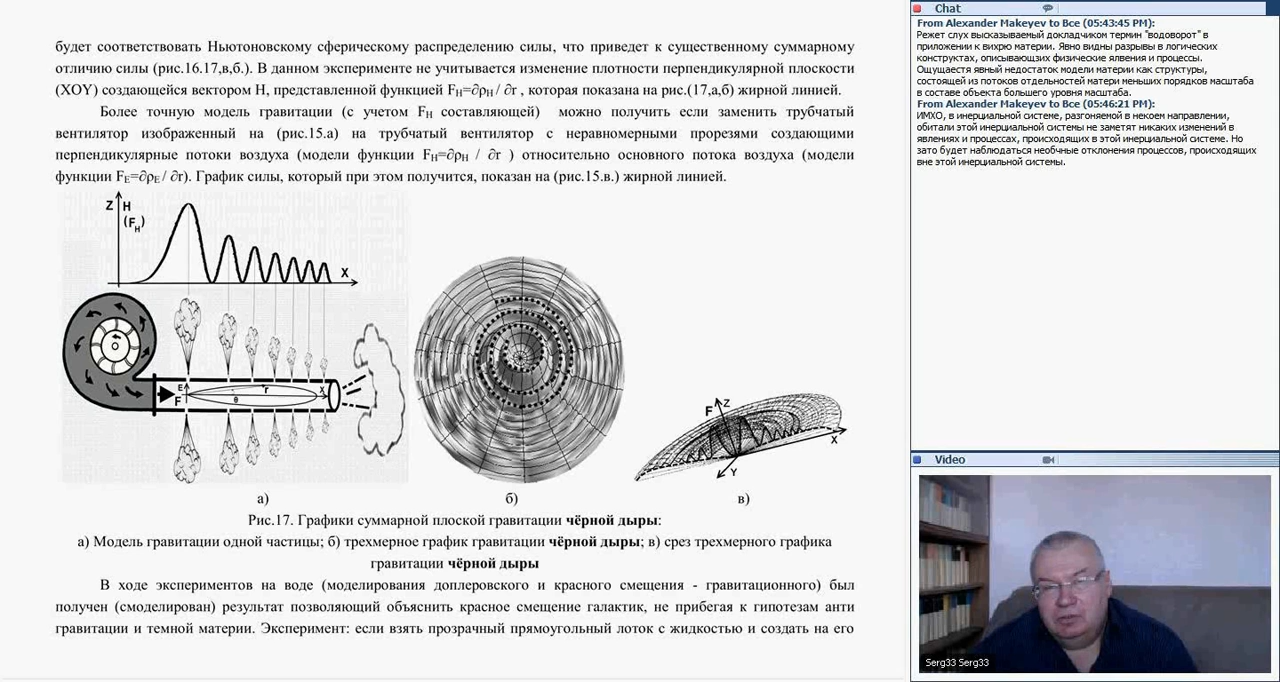 будет соответствовать Ньютоновскому сферическому распределению силы, что приведет к существенному суммарному
отличию силы (рис.16.17,в,б.). В данном эксперименте не учитывается изменение плотности перпендикулярной плоскости
(XOY) создающейся вектором H, представленной функцией FH=∂ρH / ∂r , которая показана на рис.(17,а,б) жирной линией.
Более точную модель гравитации (с учетом FH составляющей) можно получить если заменить трубчатый
вентилятор изображенный на (рис.15.а) на трубчатый вентилятор с неравномерными прорезями создающими
перпендикулярные потоки воздуха (модели функции FH=∂ρH / ∂r ) относительно основного потока воздуха (модели
функции FE=∂ρE / ∂r). График силы, который при этом получится, показан на (рис.15.в.) жирной линией.
Z H
(FH)
X
E
F
r
θ
X
F Z
X
Y
а)
б)
в)
Рис.17. Графики суммарной плоской гравитации чёрной дыры:
а) Модель гравитации одной частицы; б) трехмерное график гравитации чёрной дыры; в) срез трехмерного графика
гравитации чёрной дыры
В ходе экспериментов на воде (моделирования доплеровского и красного смещения - гравитационного) был
получен (смоделирован) результат позволяющий объяснить красное смещение галактик, не прибегая к гипотезам анти
гравитации и темной материи. Эксперимент: если взять прозрачный прямоугольный лоток с жидкостью и создать на его
Chat
From Alexander Makeyev to Все (05:43:45 PM):
Режет слух высказываемый докладчиком термин "водоворот" в
приложении к вихрю материи. Явно видны разрывы в логических
конструктах, описывающзих физические ялвения и процессы.
Ощущаестя явный недостаток модели материи как структуры,
состоящей из потоков отдельностей матери меньших порядков масштаба
в составе объекта большего уровня масштаба.
From Alexander Makeyev to Все (05:46:21 PM):
ИМХО, в инерциальной системе, разгоняемой в некоем направлении,
обитали этой инерциальной системы не заметят никаких изменений в
явлениях и процессах, происходящих в этой инерциальной системе. Но
зато будет наблюдаться необчные отклонения процессов, происходящих
вне этой инерциальной системы.
Video
Serg33 Serg33